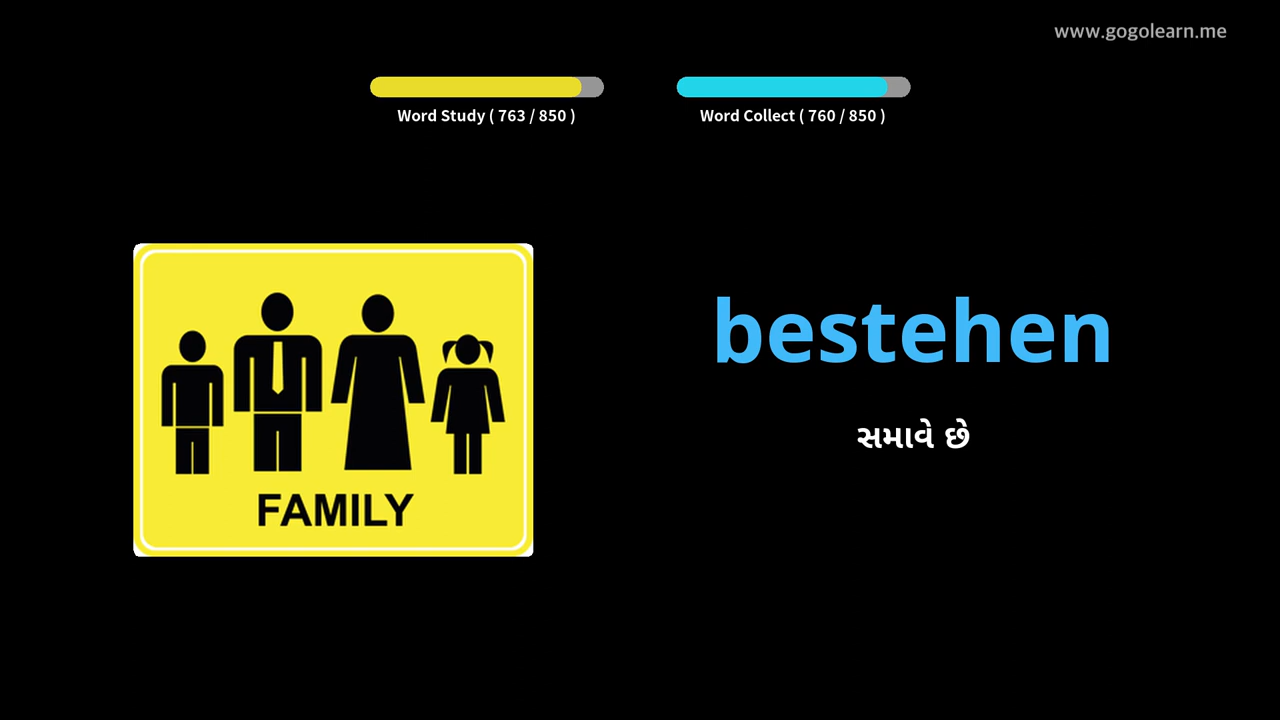 www.gogolearn.me
Word Study ( 763 / 850 )
Word Collect ( 760 / 850 )
FAMILY
bestehen
સમાવે છે